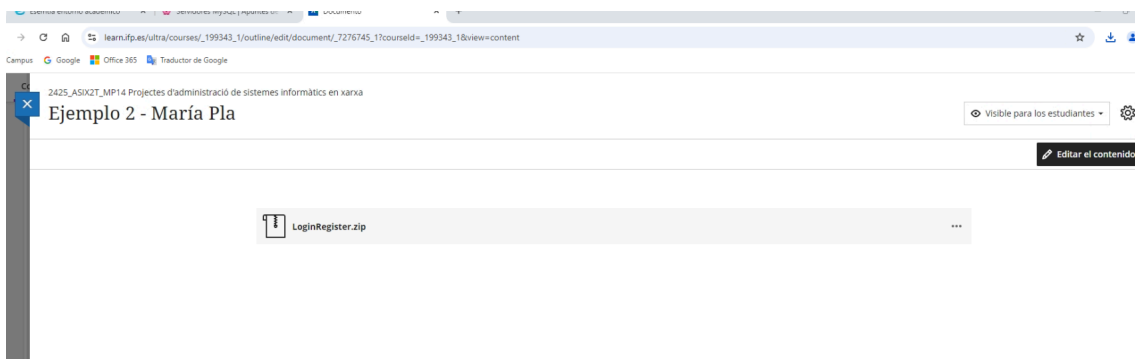 Servidores MySQL | Apuntes
Documento
learn.ifp.es/ultra/courses/_199343_1/outline/edit/document/_7276745_1?courseId=_199343_1&view=content
Campus Google Office 365 Traductor de Google
2425_ASIX2T_MP14 Projectes d'administració de sistemes informàtics en xarxa
Ejemplo 2 - María Pla
Visible para los estudiantes
Editar el contenido
LoginRegister.zip